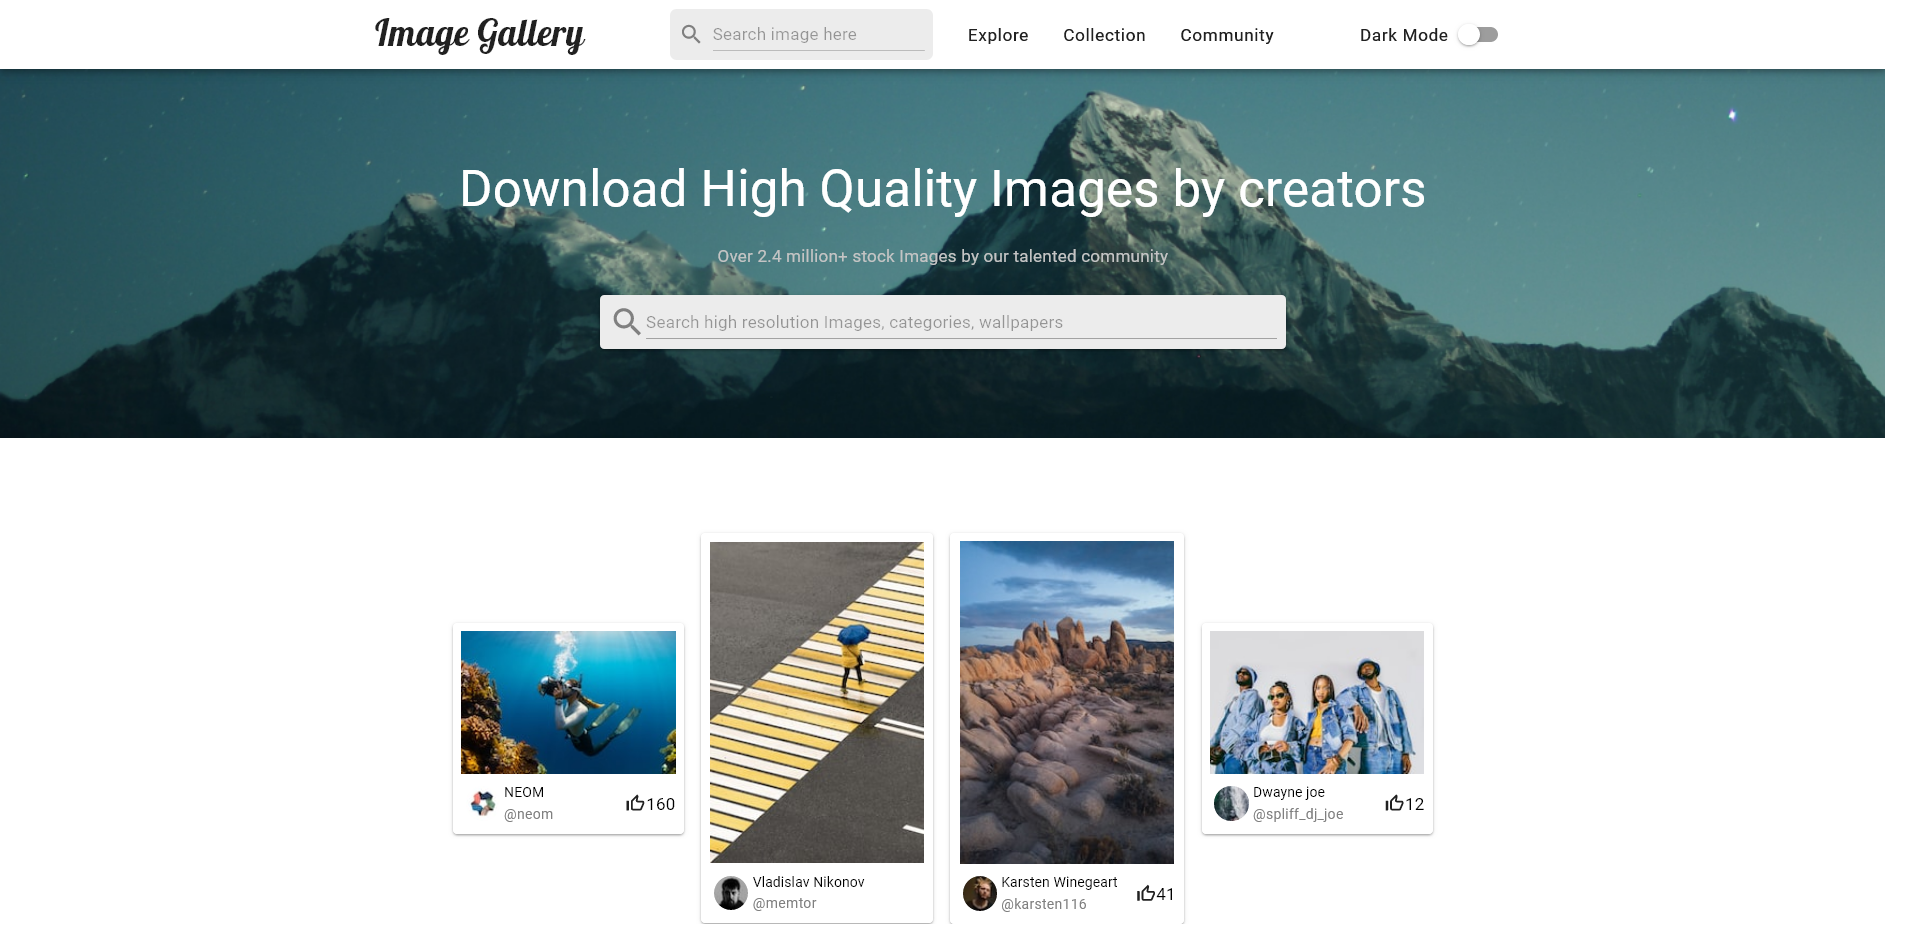 Image Gallery
Search image here
Explore
Collection
Community
Dark Mode
Download High Quality Images by creators
Over 2.4 million+ stock Images by our talented community
Search high resolution Images, categories, wallpapers
NEOM
@neom
160
Vladislav Nikonov
@memtor
Karsten Winegeart
@karsten116
41
Dwayne joe
@spliff_dj_joe
12